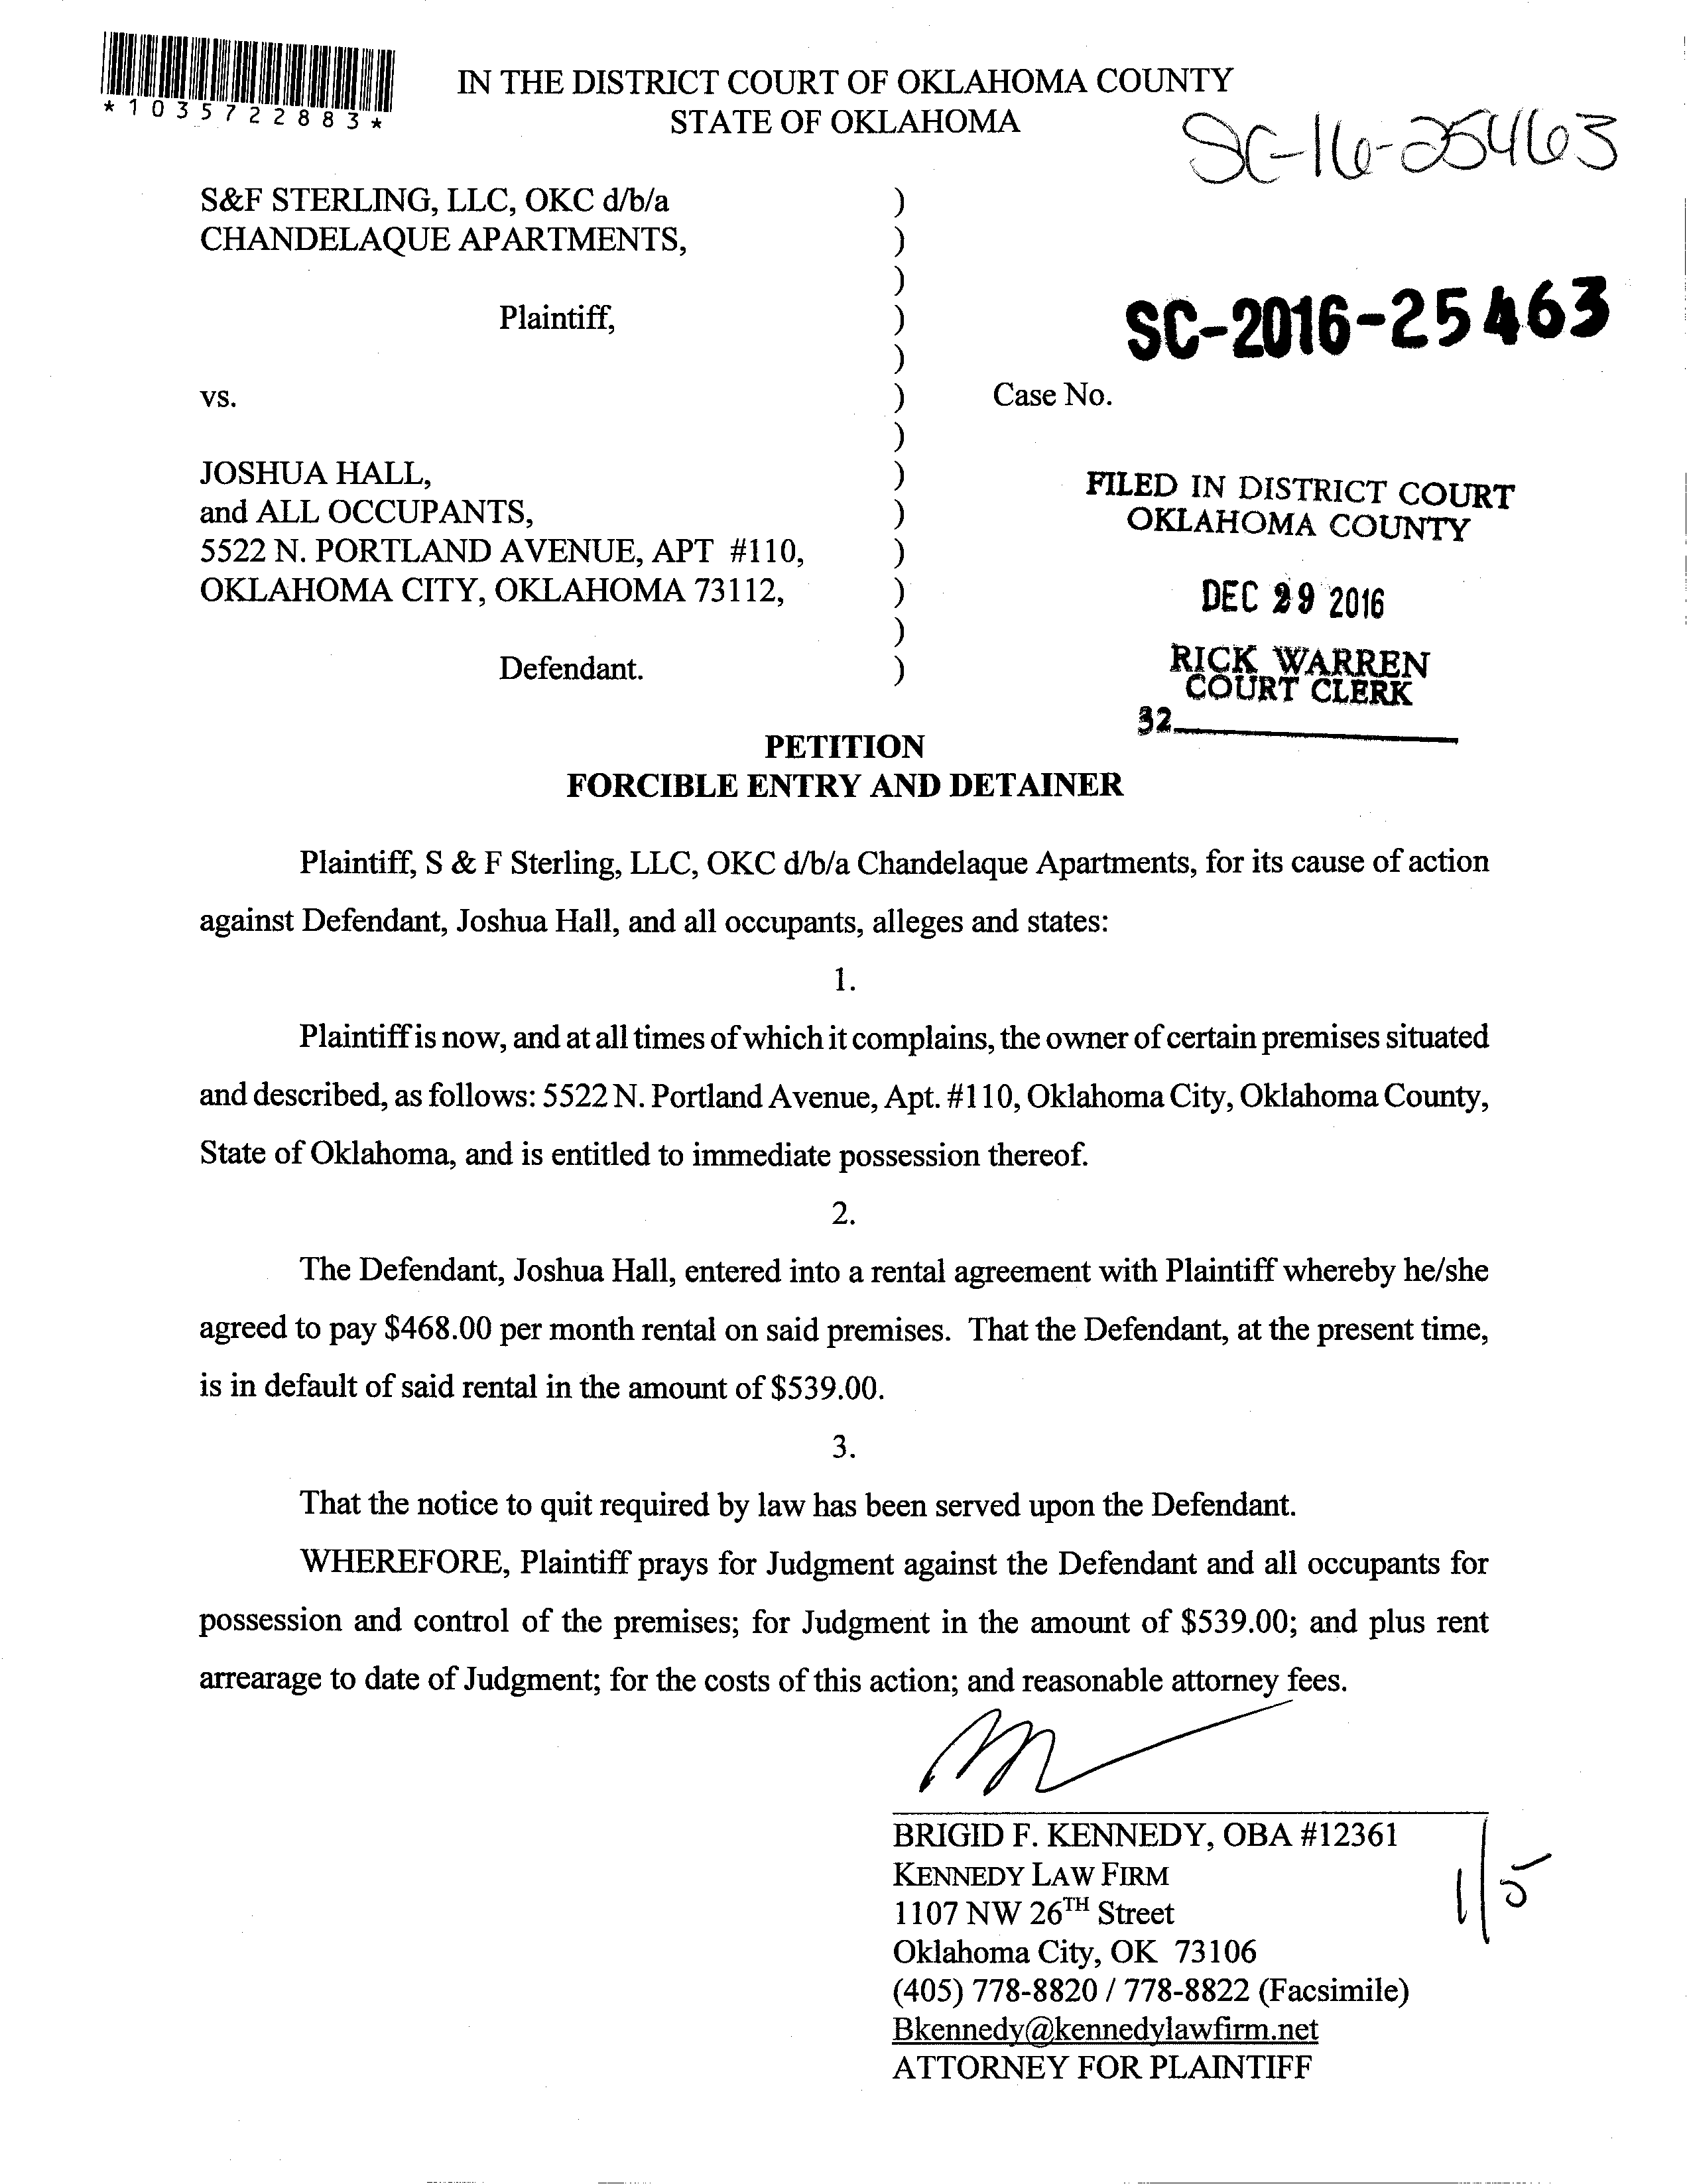 *1035722883*
IN THE DISTRICT COURT OF OKLAHOMA COUNTY
STATE OF OKLAHOMA
SC-16-25463
S&F STERLING, LLC, OKC d/b/a )
CHANDELAQUE APARTMENTS, )
)
Plaintiff, )
SC-2016-25463
)
vs. ) Case No.
)
JOSHUA HALL, )
and ALL OCCUPANTS, )
5522 N. PORTLAND AVENUE, APT #110, )
OKLAHOMA CITY, OKLAHOMA 73112, )
)
Defendant. )
FILED IN DISTRICT COURT
OKLAHOMA COUNTY
DEC 29 2016
RICK WARREN
COURT CLERK
32
PETITION
FORCIBLE ENTRY AND DETAINER
Plaintiff, S & F Sterling, LLC, OKC d/b/a Chandelaque Apartments, for its cause of action
against Defendant, Joshua Hall, and all occupants, alleges and states:
1.
Plaintiff is now, and at all times of which it complains, the owner of certain premises situated
and described, as follows: 5522 N. Portland Avenue, Apt. #110, Oklahoma City, Oklahoma County,
State of Oklahoma, and is entitled to immediate possession thereof.
2.
The Defendant, Joshua Hall, entered into a rental agreement with Plaintiff whereby he/she
agreed to pay $468.00 per month rental on said premises. That the Defendant, at the present time,
is in default of said rental in the amount of $539.00.
3.
That the notice to quit required by law has been served upon the Defendant.
WHEREFORE, Plaintiff prays for Judgment against the Defendant and all occupants for
possession and control of the premises; for Judgment in the amount of $539.00; and plus rent
arrearage to date of Judgment; for the costs of this action; and reasonable attorney fees.
BRIGID F. KENNEDY, OBA #12361
KENNEDY LAW FIRM
1107 NW 26TH Street
Oklahoma City, OK 73106
(405) 778-8820 / 778-8822 (Facsimile)
Bkennedy@kennedylawfirm.net
ATTORNEY FOR PLAINTIFF
1/5